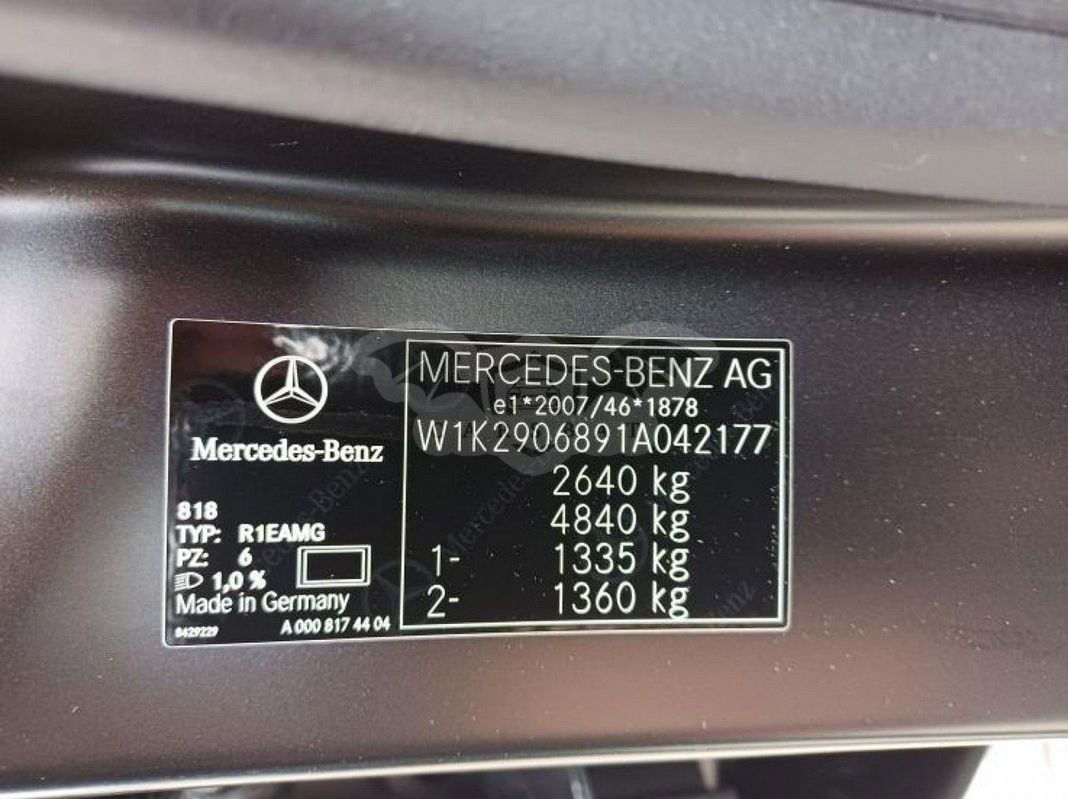 Mercedes-Benz
818
TYP: R1EAMG
PZ: 6
1,0 %
Made in Germany
8429229 A 000 817 44 04
MERCEDES-BENZ AG
e1*2007/46*1878
W1K2906891A042177
2640 kg
4840 kg
1- 1335 kg
2- 1360 kg